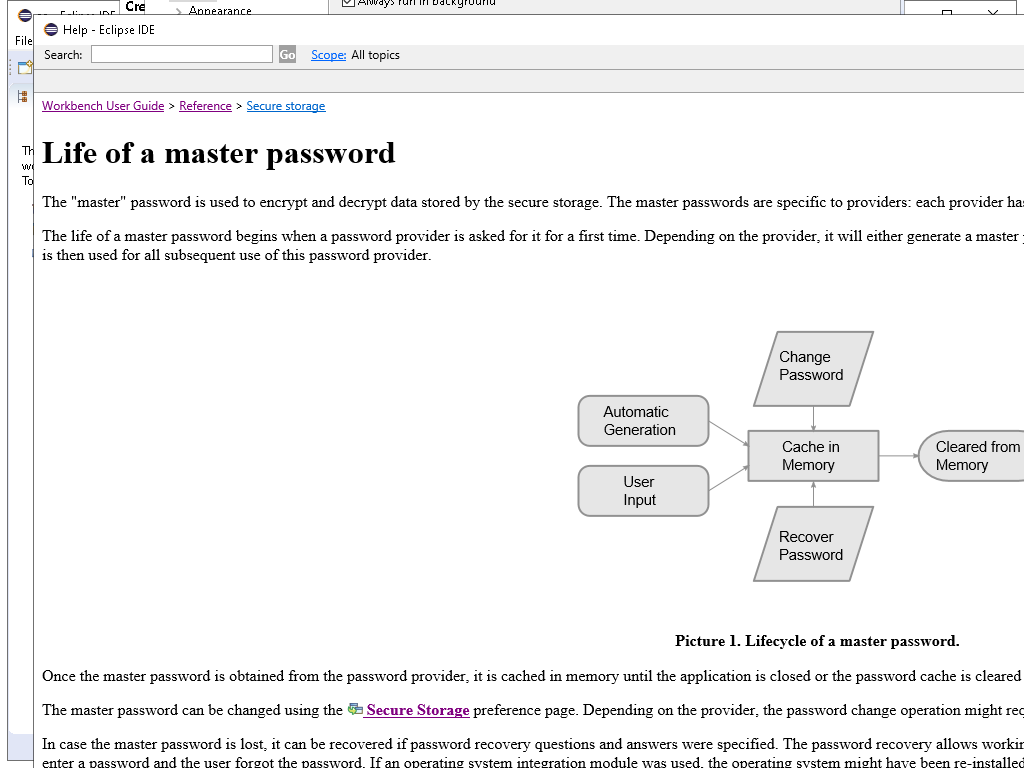 Cre
Appearance
Always run in background
Eclipse IDE
File
Help - Eclipse IDE
Search:
Go
Scope: All topics
Workbench User Guide > Reference > Secure storage
Life of a master password
The "master" password is used to encrypt and decrypt data stored by the secure storage. The master passwords are specific to providers: each provider has
The life of a master password begins when a password provider is asked for it for a first time. Depending on the provider, it will either generate a master
is then used for all subsequent use of this password provider.
Change
Password
Automatic
Generation
Cache in
Memory
Cleared from
Memory
User
Input
Recover
Password
Picture 1. Lifecycle of a master password.
Once the master password is obtained from the password provider, it is cached in memory until the application is closed or the password cache is cleared
The master password can be changed using the Secure Storage preference page. Depending on the provider, the password change operation might req
In case the master password is lost, it can be recovered if password recovery questions and answers were specified. The password recovery allows workin
enter a password and the user forgot the password. If an operating system integration module was used, the operating system might have been re-installed